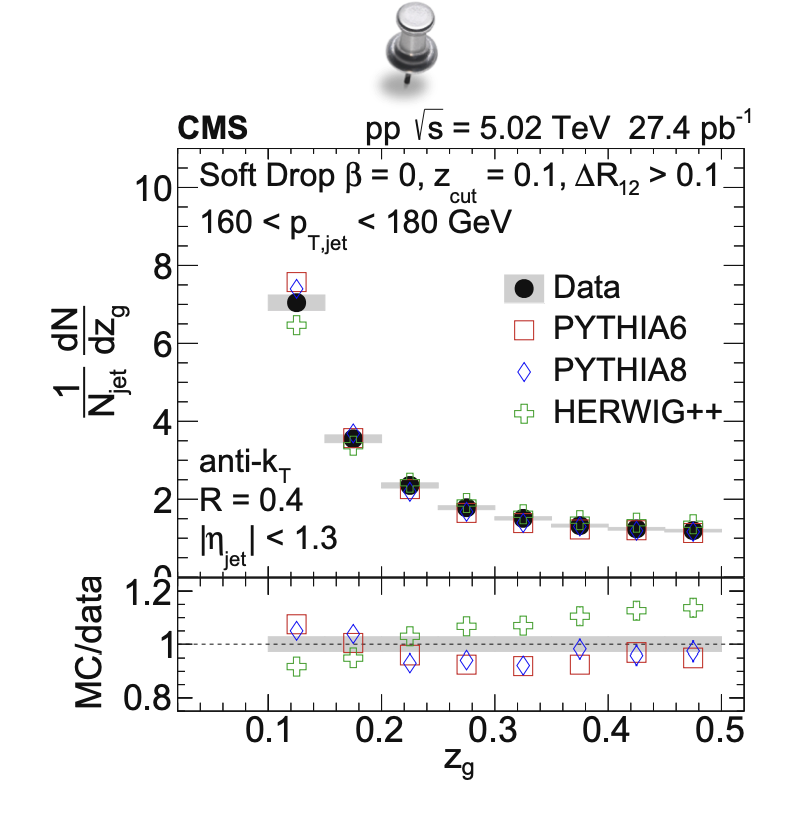 CMS pp √s = 5.02 TeV 27.4 pb⁻¹
Soft Drop β = 0, z_cut = 0.1, ΔR₁₂ > 0.1
160 < p_T,jet < 180 GeV
10
8
6
4
2
0
1/N_jet dN/dz_g
Data
PYTHIA6
PYTHIA8
HERWIG++
anti-k_T
R = 0.4
|η_jet| < 1.3
MC/data
1.2
1
0.8
0.1 0.2 0.3 0.4 0.5
z_g